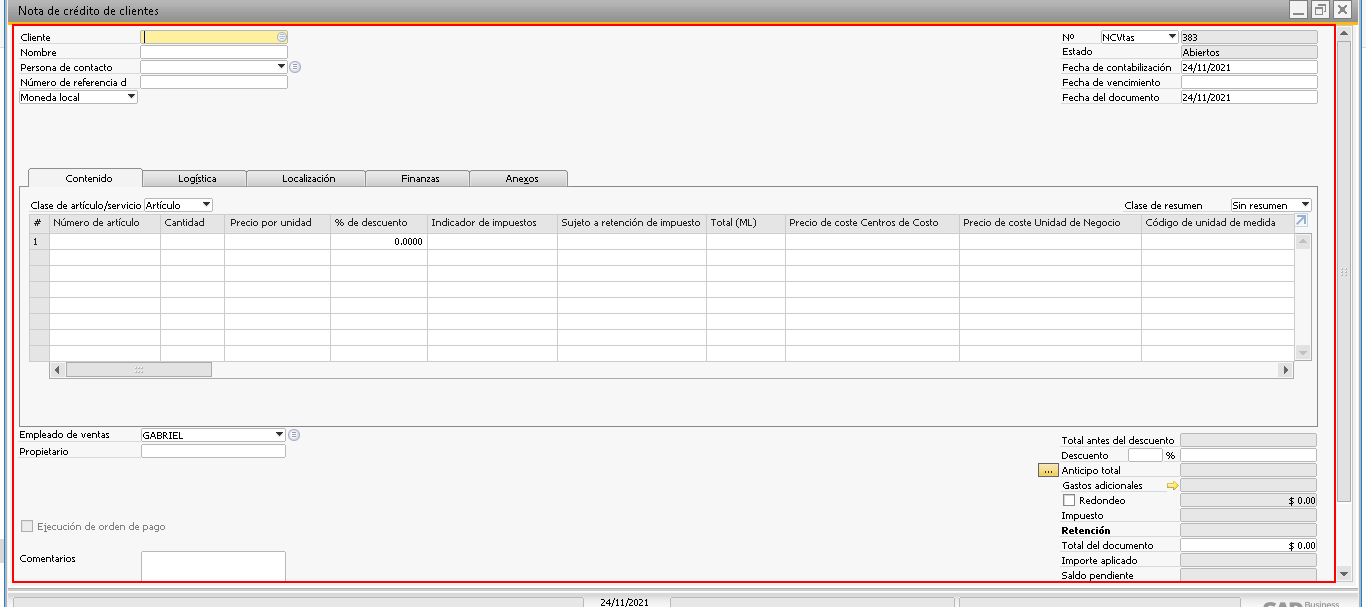 Nota de crédito de clientes
Cliente
Nombre
Persona de contacto
Número de referencia d
Moneda local
Nº NCVtas 383
Estado Abiertos
Fecha de contabilización 24/11/2021
Fecha de vencimiento
Fecha del documento 24/11/2021
Contenido Logística Localización Finanzas Anexos
Clase de artículo/servicio Artículo Clase de resumen Sin resumen
# Número de artículo Cantidad Precio por unidad % de descuento Indicador de impuestos Sujeto a retención de impuesto Total (ML) Precio de coste Centros de Costo Precio de coste Unidad de Negocio Código de unidad de medida
1 0.0000
Empleado de ventas GABRIEL
Propietario
Ejecución de orden de pago
Comentarios
Total antes del descuento
Descuento %
... Anticipo total
Gastos adicionales
Redondeo $ 0.00
Impuesto
Retención
Total del documento $ 0.00
Importe aplicado
Saldo pendiente
24/11/2021
Business